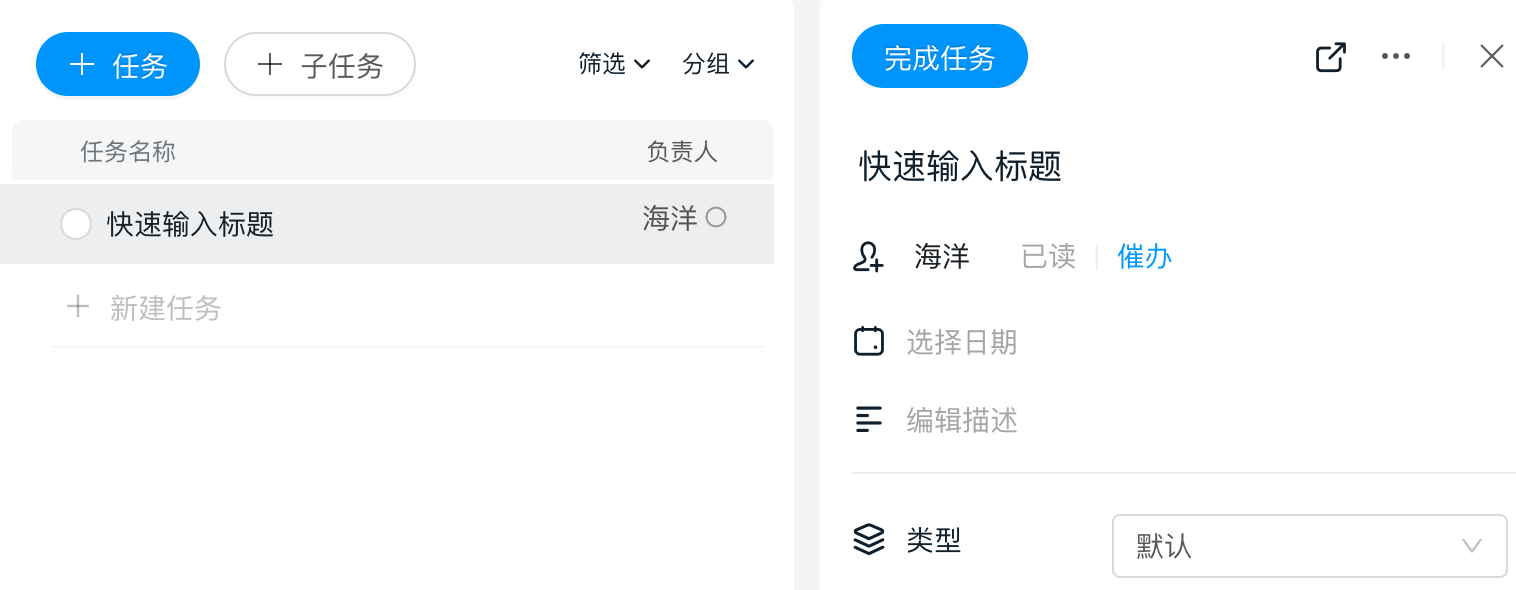 任务
子任务
筛选
分组
任务名称
负责人
快速输入标题
海洋
新建任务
完成任务
快速输入标题
海洋
已读
催办
选择日期
编辑描述
类型
默认